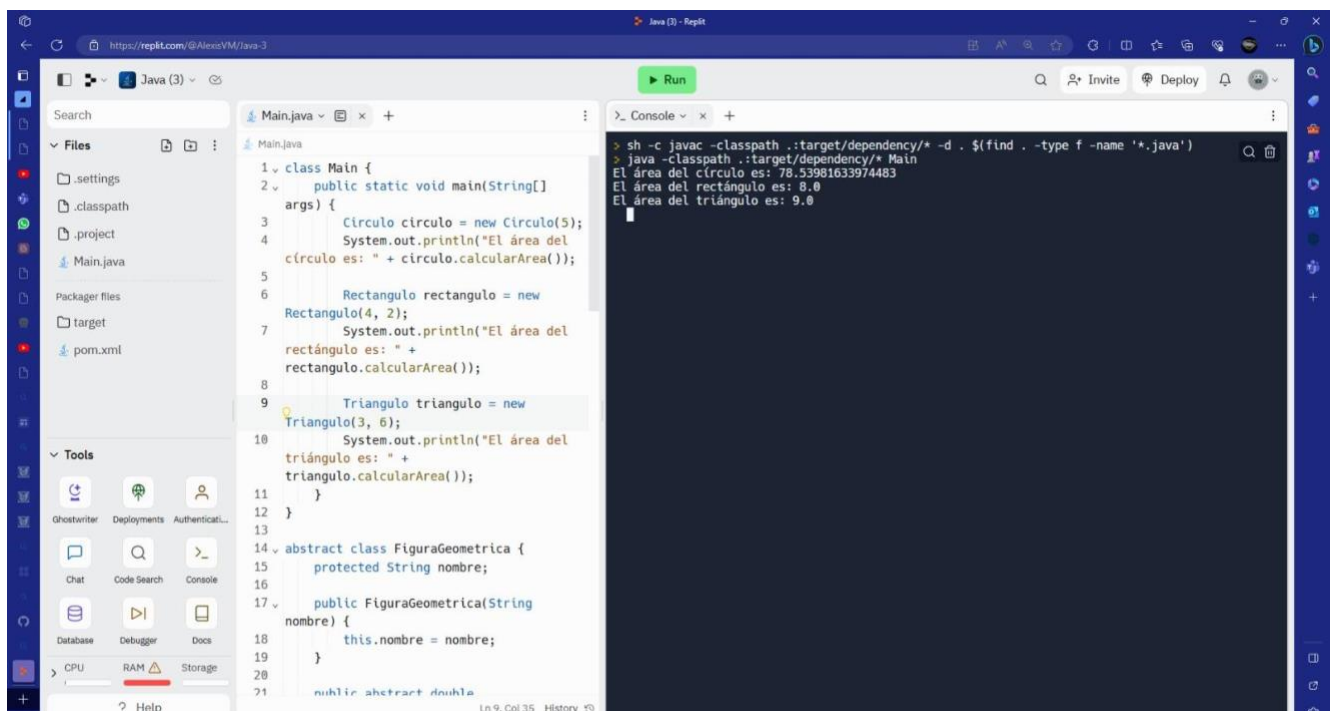 Java (3) - Replit
https://replit.com/@AlexisVM/Java-3
Java (3)
Run
Invite
Deploy
Search
Files
.settings
.classpath
.project
Main.java
Packager files
target
pom.xml
Tools
Ghostwriter
Deployments
Authenticati...
Chat
Code Search
Console
Database
Debugger
Docs
CPU
RAM
Storage
? Help
Main.java
Main.java
1 class Main {
2 public static void main(String[]
args) {
3 Circulo circulo = new Circulo(5);
4 System.out.println("El área del
círculo es: " + circulo.calcularArea());
5
6 Rectangulo rectangulo = new
Rectangulo(4, 2);
7 System.out.println("El área del
rectángulo es: " +
rectangulo.calcularArea());
8
9 Triangulo triangulo = new
Triangulo(3, 6);
10 System.out.println("El área del
triángulo es: " +
triangulo.calcularArea());
11 }
12 }
13
14 abstract class FiguraGeometrica {
15 protected String nombre;
16
17 public FiguraGeometrica(String
nombre) {
18 this.nombre = nombre;
19 }
20
21 public abstract double
Ln 9, Col 35 History
>_ Console
> sh -c javac -classpath .:target/dependency/* -d . $(find . -type f -name '*.java')
> java -classpath .:target/dependency/* Main
El área del círculo es: 78.53981633974483
El área del rectángulo es: 8.0
El área del triángulo es: 9.0